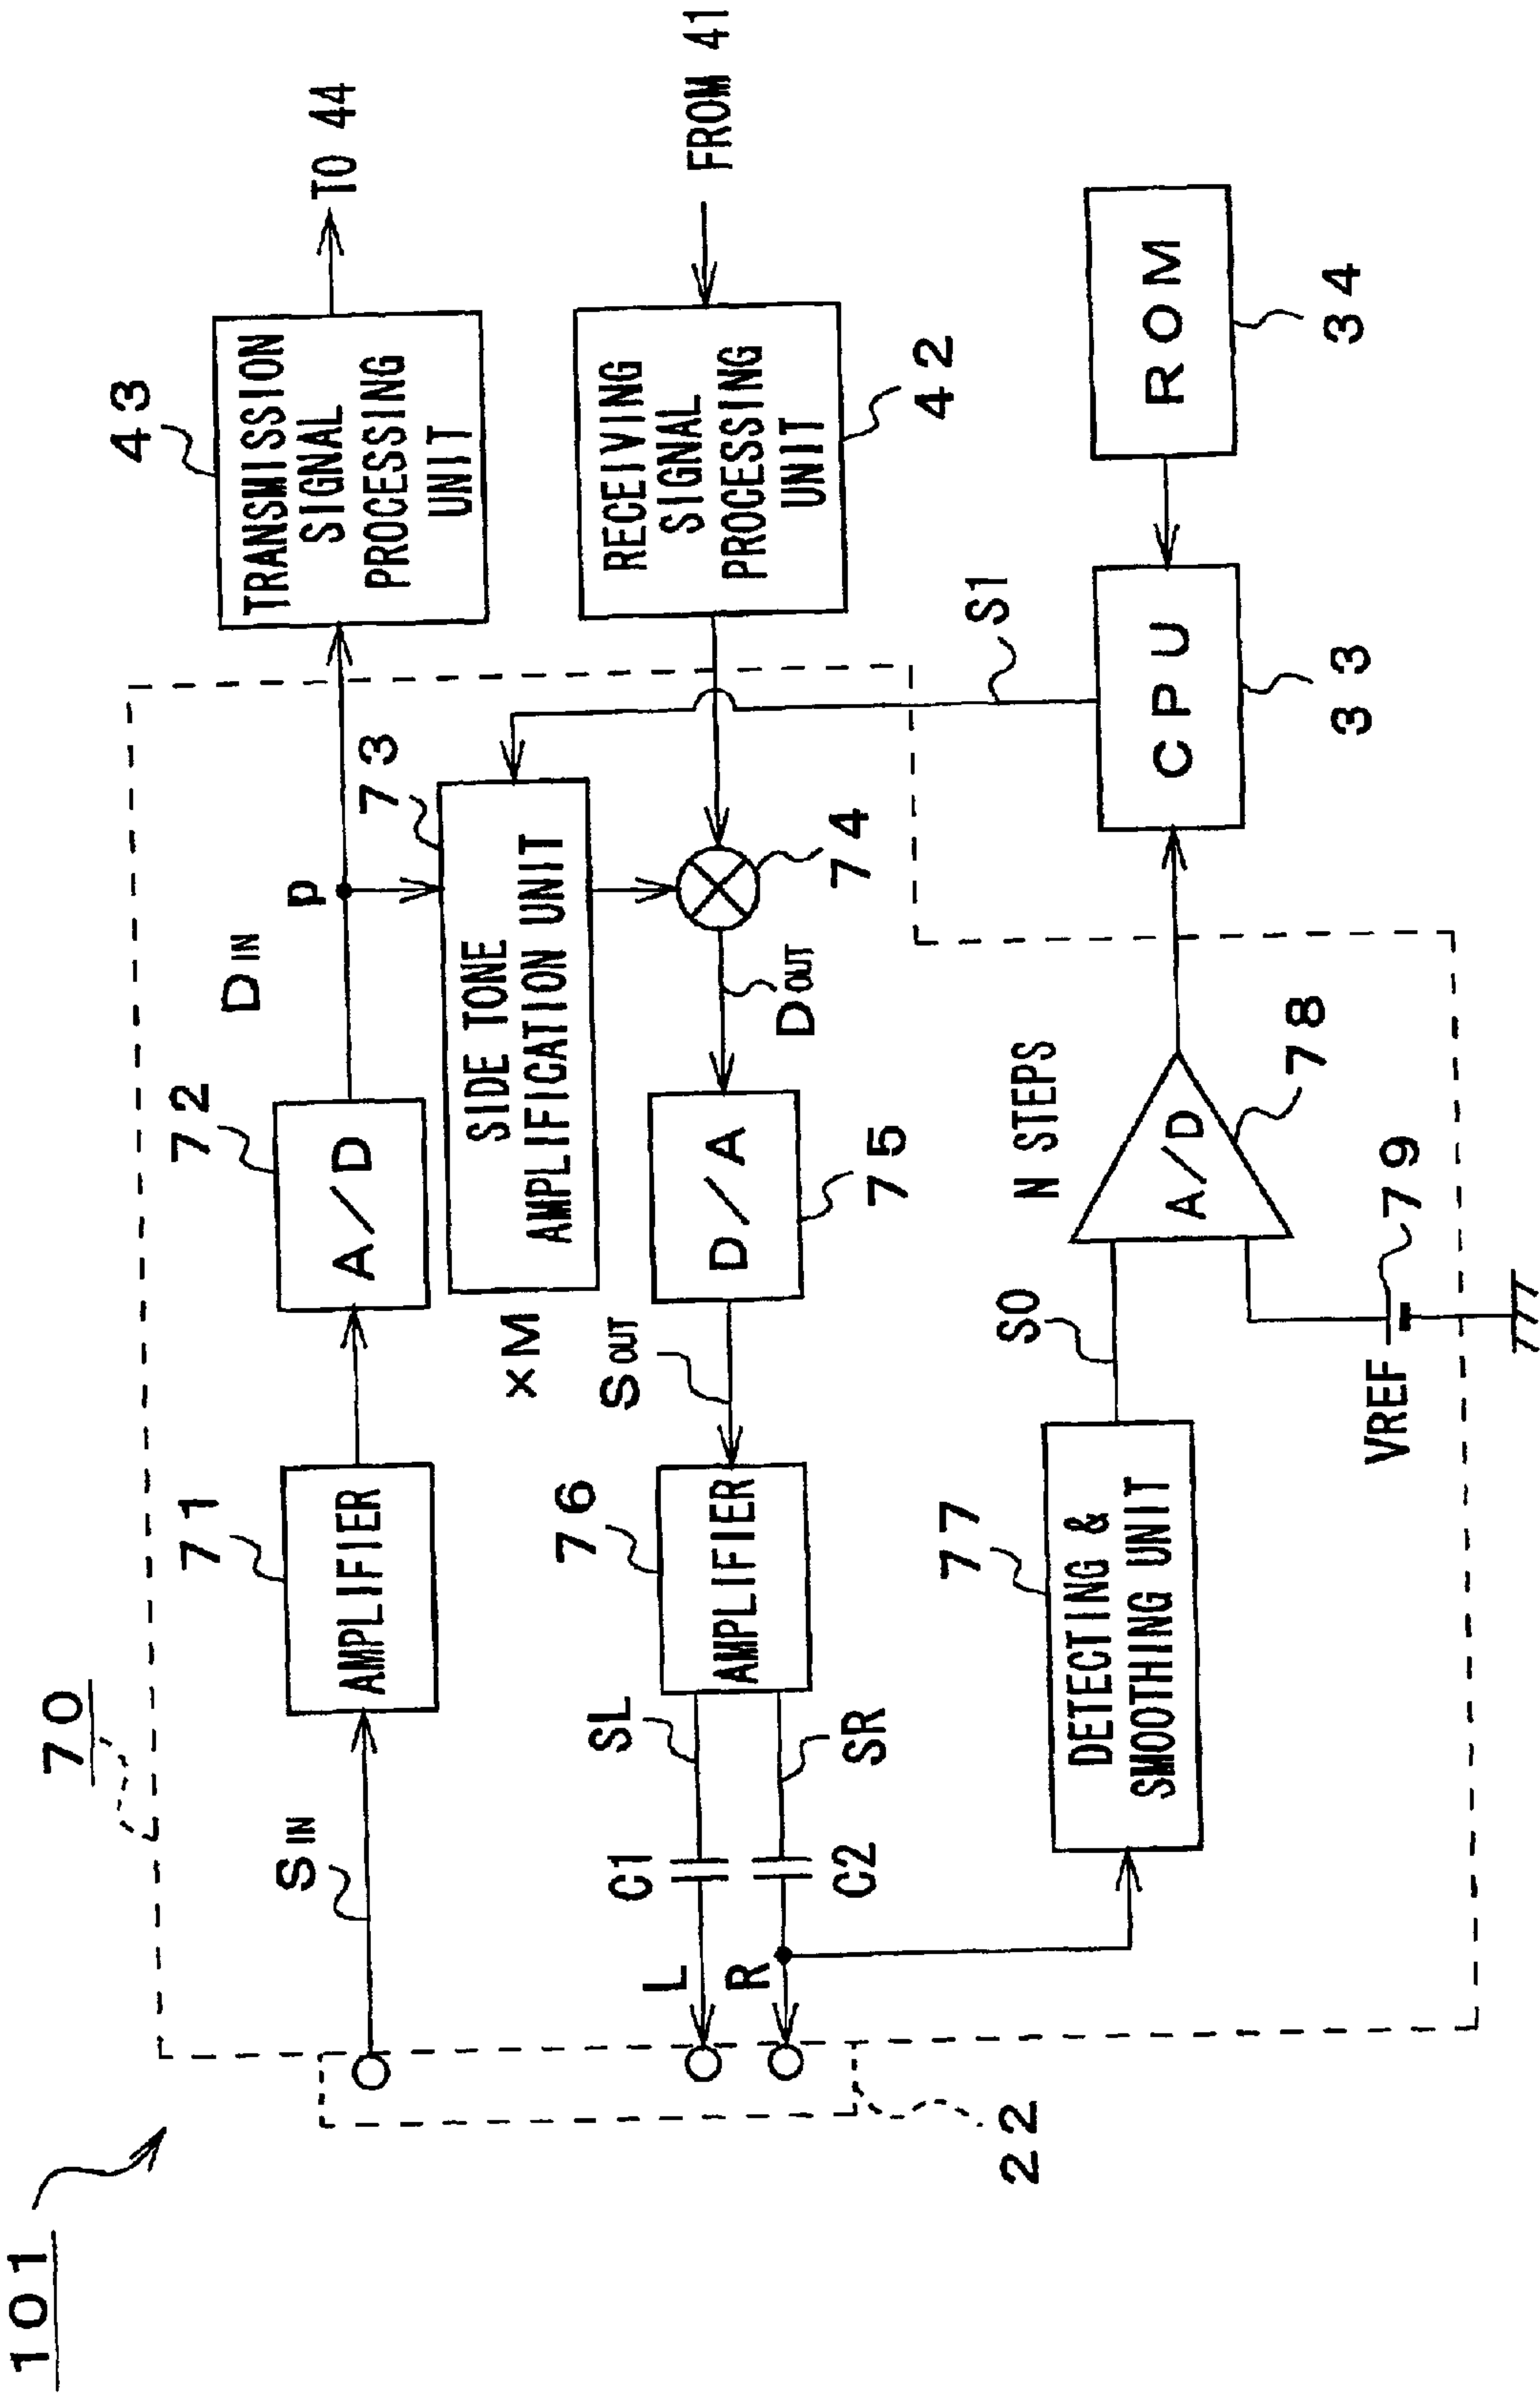 101
70
71
72
43
SIN
AMPLIFIER
A/D
DIN
P
TRANSMISSION
SIGNAL
PROCESSING
UNIT
TO 44
×M
SIDE TONE
AMPLIFICATION UNIT
73
L
C1
SL
76
AMPLIFIER
SOUT
D/A
75
DOUT
74
RECEIVING
SIGNAL
PROCESSING
UNIT
42
FROM 41
R
C2
SR
22
77
DETECTING &
SMOOTHING UNIT
S0
N STEPS
A/D
78
VREF
79
S1
CPU
33
ROM
34